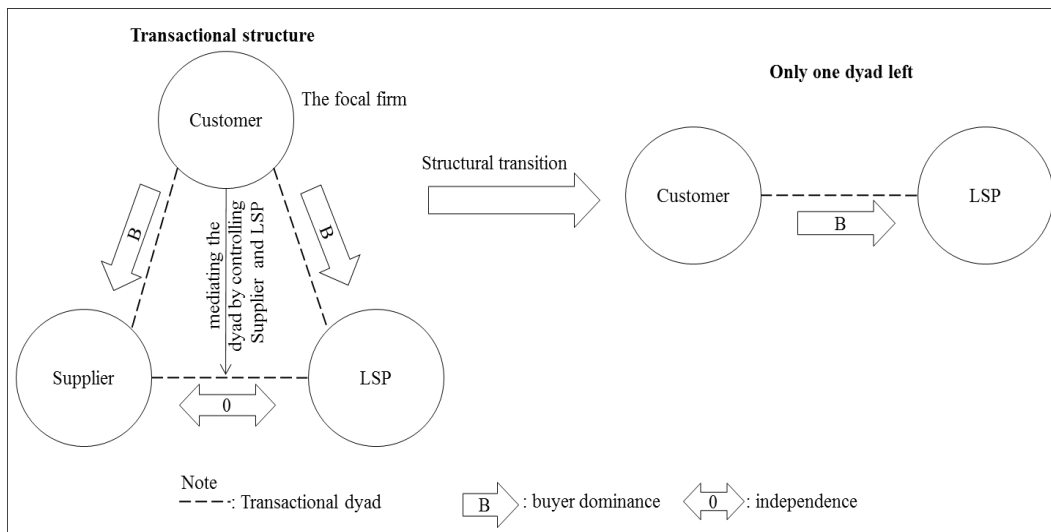 Transactional structure
Customer
The focal firm
B
B
mediating the
dyad by controlling
Supplier and LSP
Supplier
LSP
0
Structural transition
Only one dyad left
Customer
LSP
B
Note
: Transactional dyad
B
: buyer dominance
0
: independence